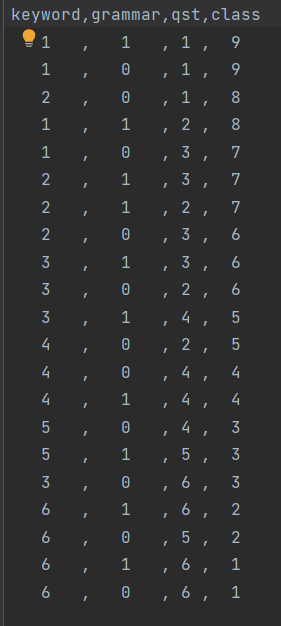 keyword,grammar,qst,class
1 , 1 , 1 , 9
1 , 0 , 1 , 9
2 , 0 , 1 , 8
1 , 1 , 2 , 8
1 , 0 , 3 , 7
2 , 1 , 3 , 7
2 , 1 , 2 , 7
2 , 0 , 3 , 6
3 , 1 , 3 , 6
3 , 0 , 2 , 6
3 , 1 , 4 , 5
4 , 0 , 2 , 5
4 , 0 , 4 , 4
4 , 1 , 4 , 4
5 , 0 , 4 , 3
5 , 1 , 5 , 3
3 , 0 , 6 , 3
6 , 1 , 6 , 2
6 , 0 , 5 , 2
6 , 1 , 6 , 1
6 , 0 , 6 , 1